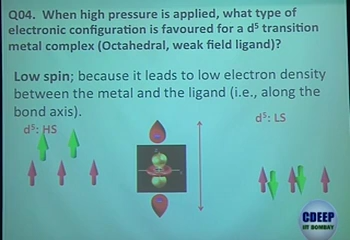 Q04. When high pressure is applied, what type of
electronic configuration is favoured for a d⁵ transition
metal complex (Octahedral, weak field ligand)?
Low spin; because it leads to low electron density
between the metal and the ligand (i.e., along the
bond axis).
d⁵: HS
d⁵: LS
CDEEP
IIT BOMBAY